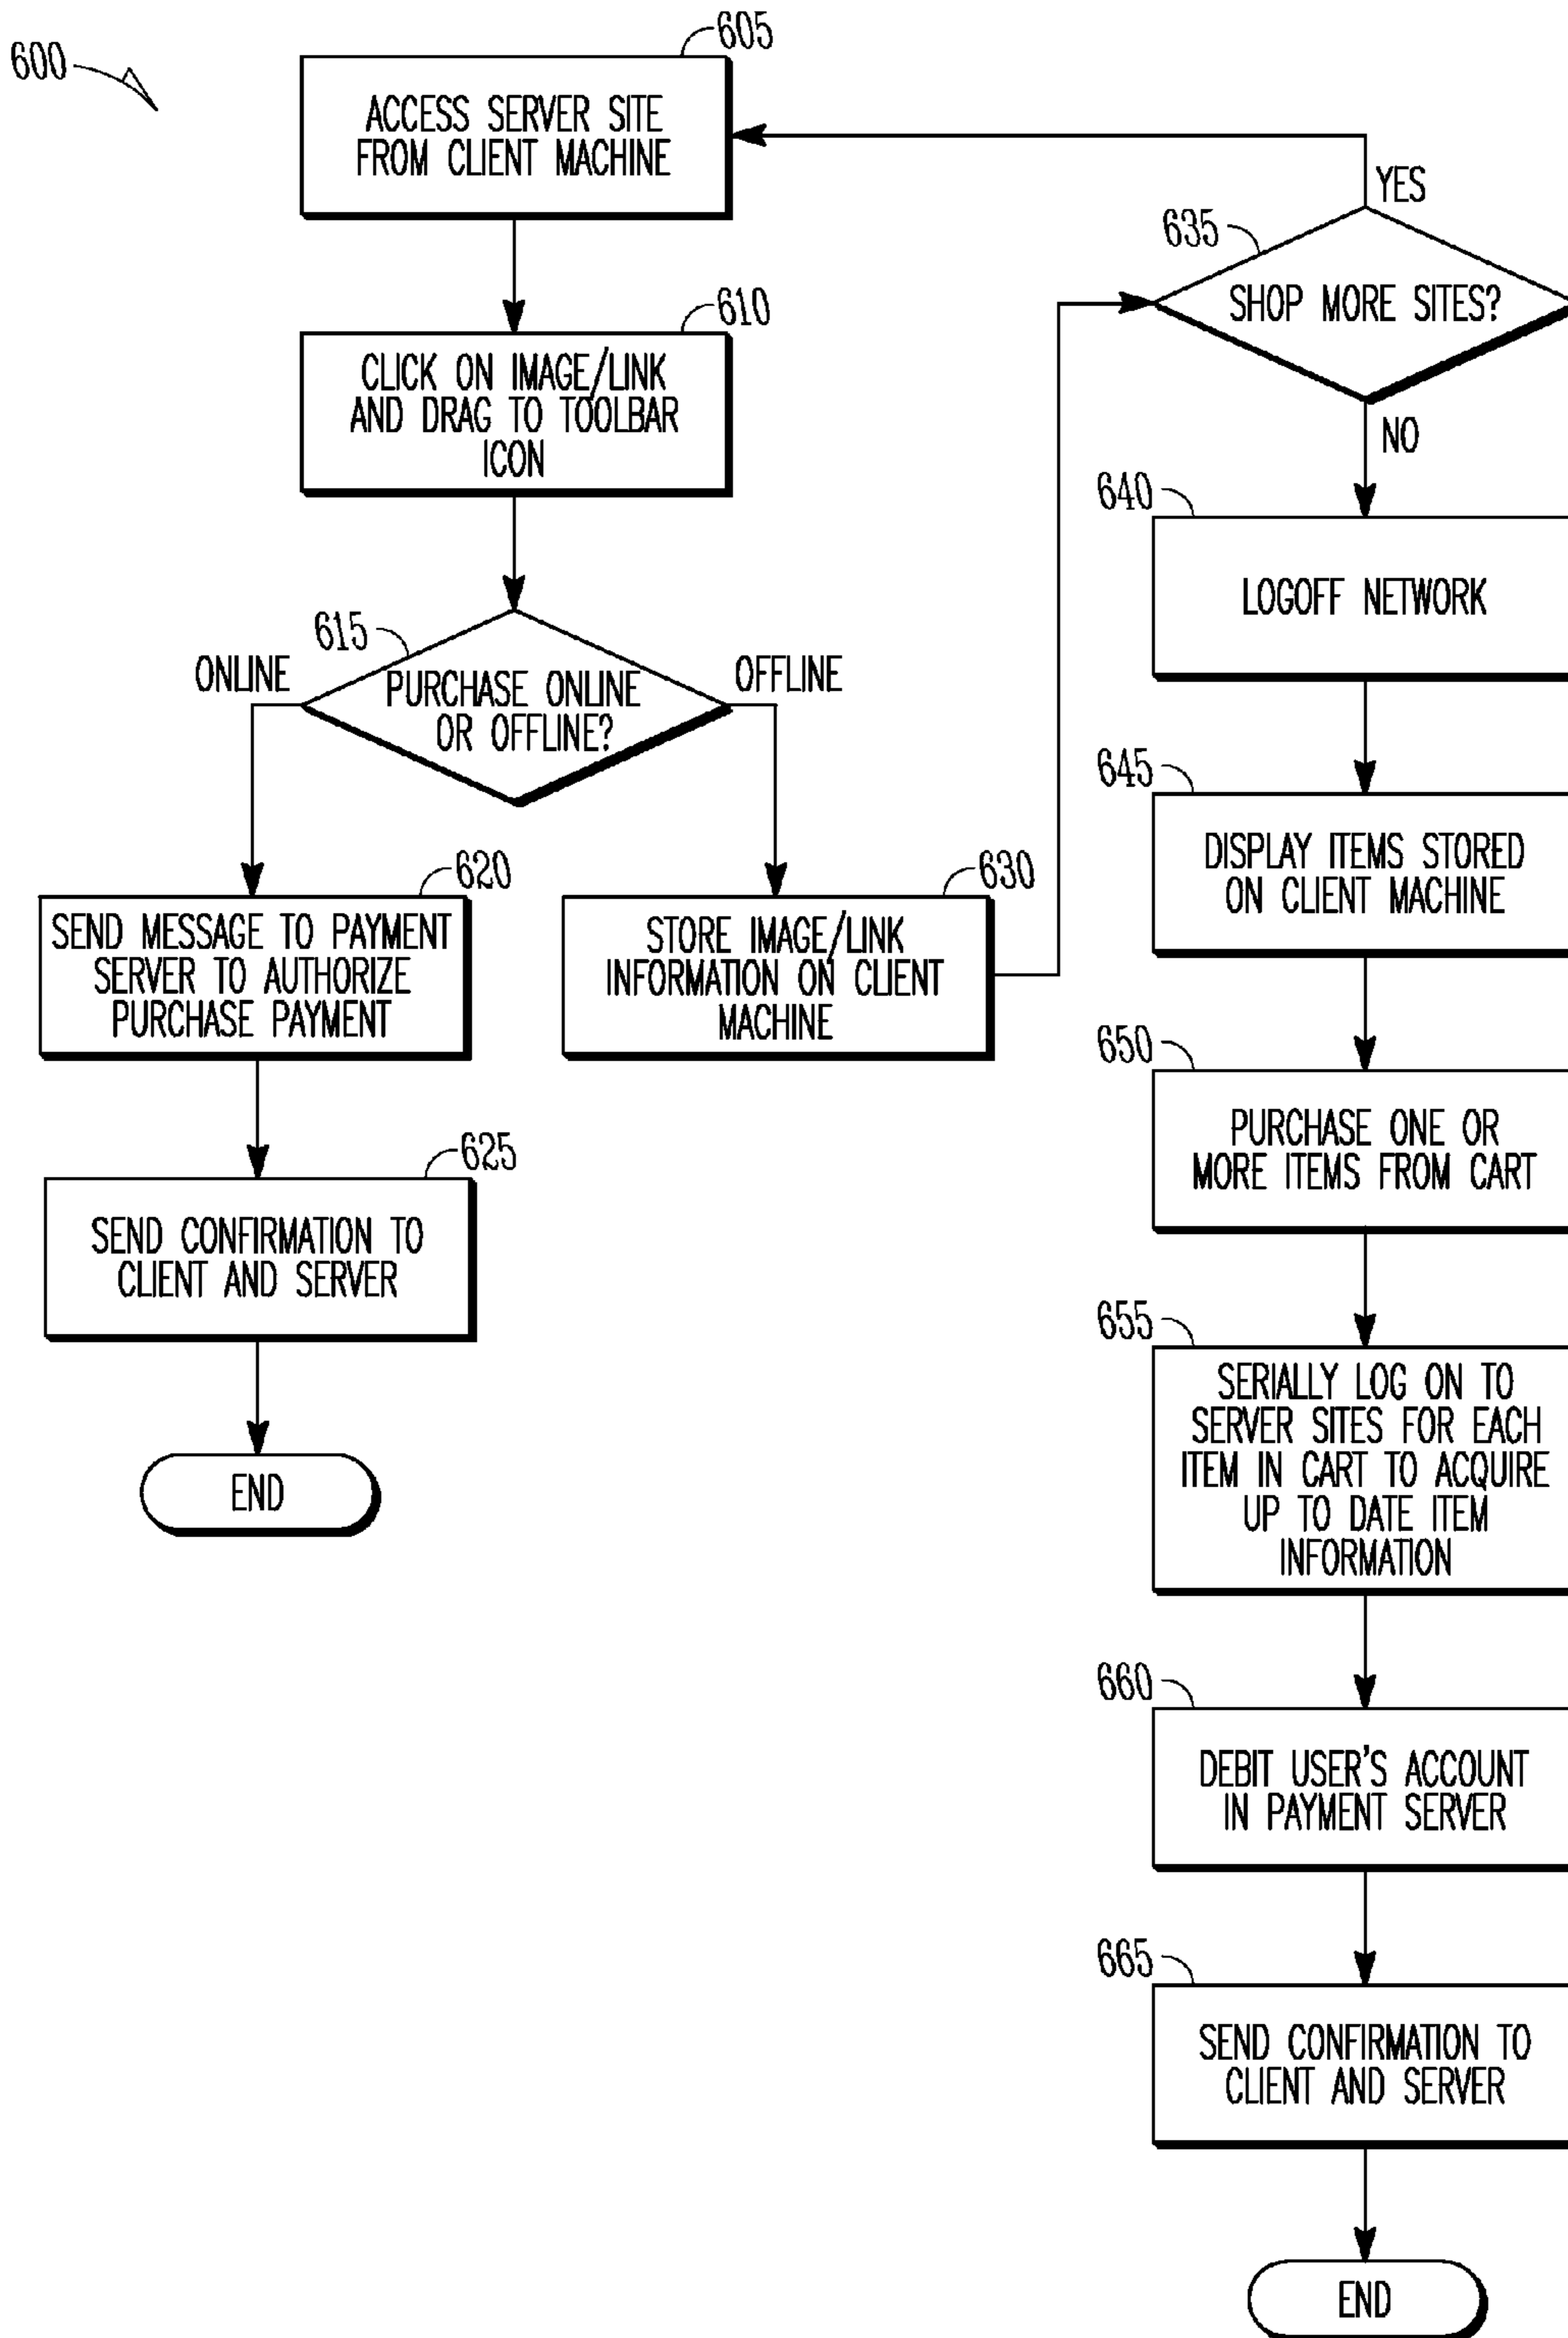 600
605
ACCESS SERVER SITE
FROM CLIENT MACHINE
610
CLICK ON IMAGE/LINK
AND DRAG TO TOOLBAR
ICON
615
PURCHASE ONLINE
OR OFFLINE?
ONLINE
OFFLINE
620
SEND MESSAGE TO PAYMENT
SERVER TO AUTHORIZE
PURCHASE PAYMENT
625
SEND CONFIRMATION TO
CLIENT AND SERVER
END
630
STORE IMAGE/LINK
INFORMATION ON CLIENT
MACHINE
635
SHOP MORE SITES?
YES
NO
640
LOGOFF NETWORK
645
DISPLAY ITEMS STORED
ON CLIENT MACHINE
650
PURCHASE ONE OR
MORE ITEMS FROM CART
655
SERIALLY LOG ON TO
SERVER SITES FOR EACH
ITEM IN CART TO ACQUIRE
UP TO DATE ITEM
INFORMATION
660
DEBIT USER'S ACCOUNT
IN PAYMENT SERVER
665
SEND CONFIRMATION TO
CLIENT AND SERVER
END